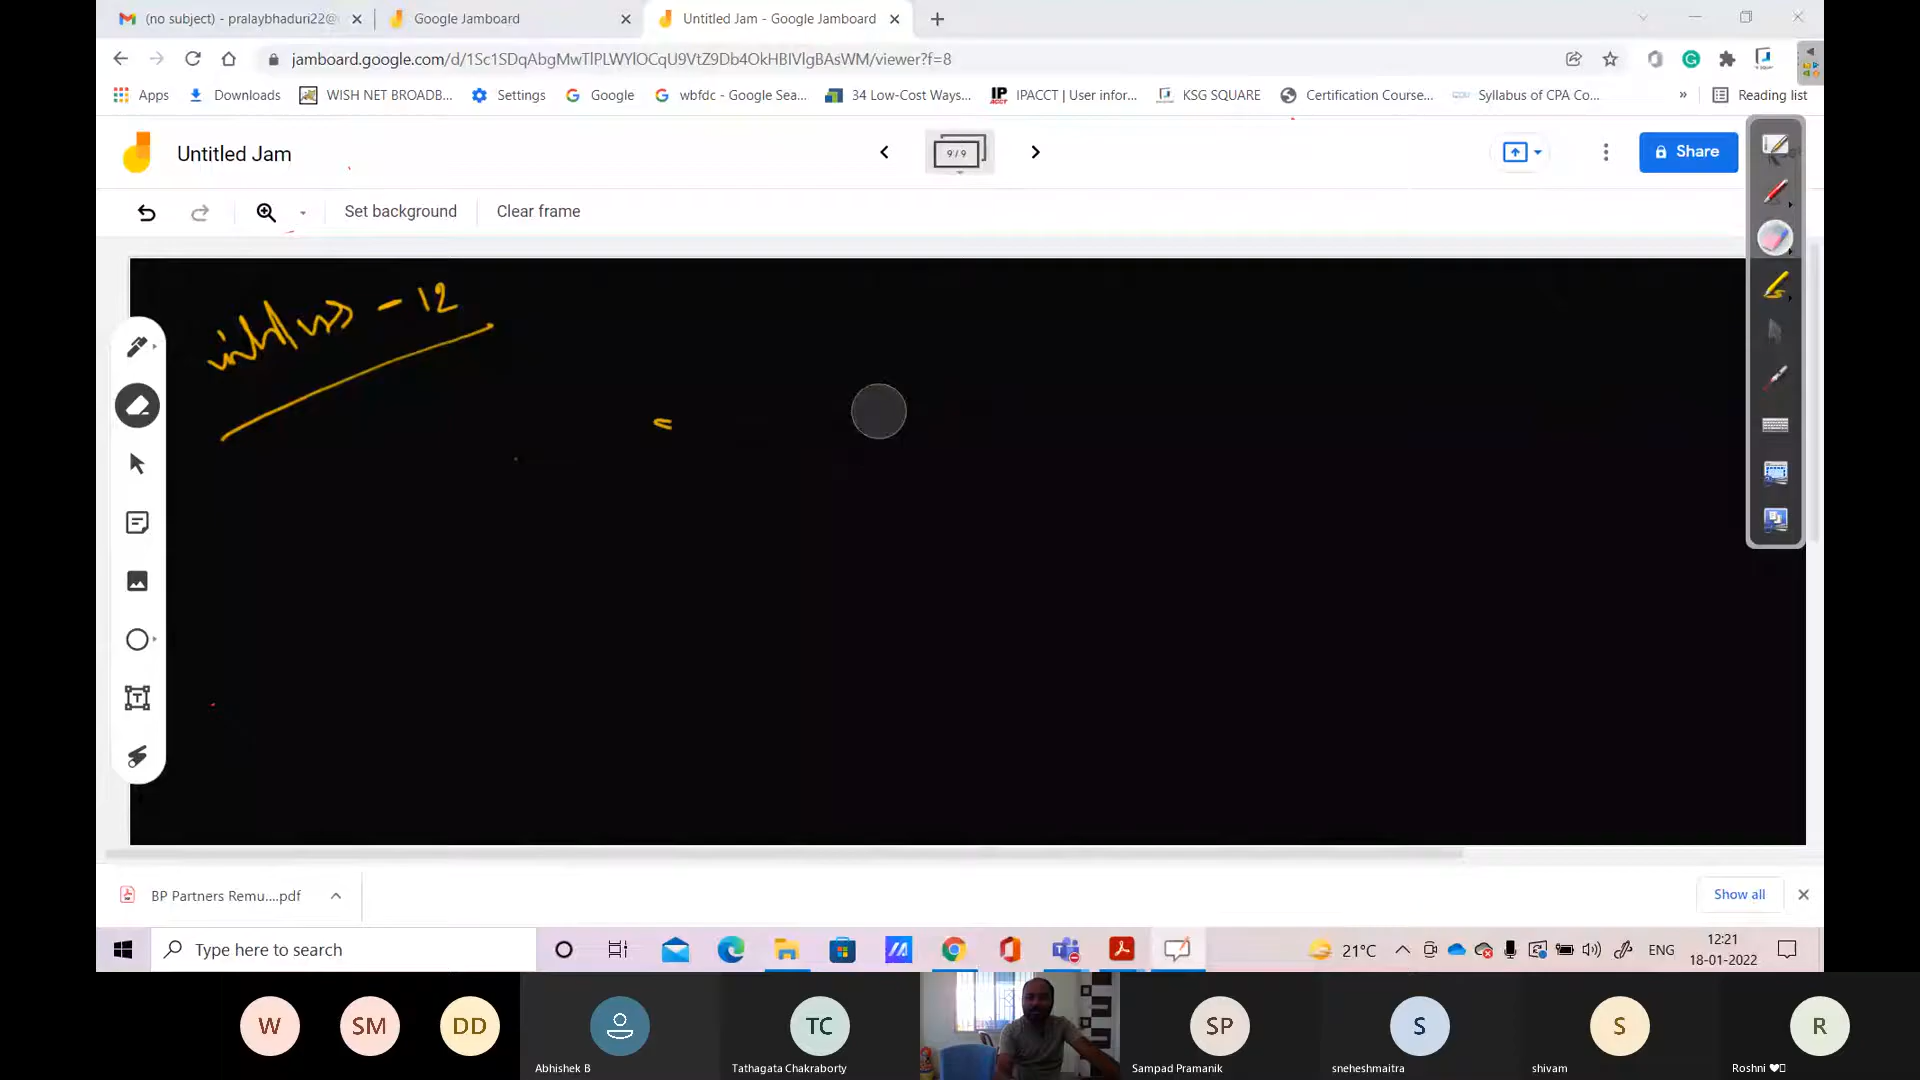 (no subject) - pralaybhaduri22@
Google Jamboard
Untitled Jam - Google Jamboard
jamboard.google.com/d/1Sc1SDqAbgMwTlPLWYlOCqU9VtZ9Db4OkHBIVlgBAsWM/viewer?f=8
Apps
Downloads
WISH NET BROADB...
Settings
Google
wbfdc - Google Sea...
34 Low-Cost Ways...
IPACCT | User infor...
KSG SQUARE
Certification Course...
Syllabus of CPA Co...
»
Reading list
Untitled Jam
9 / 9
Share
Set background
Clear frame
- 12
=
BP Partners Remu....pdf
Show all
Type here to search
21°C
ENG
12:21
18-01-2022
W
SM
DD
TC
SP
S
S
R
Abhishek B
Tathagata Chakraborty
Sampad Pramanik
sneheshmaitra
shivam
Roshni ❤